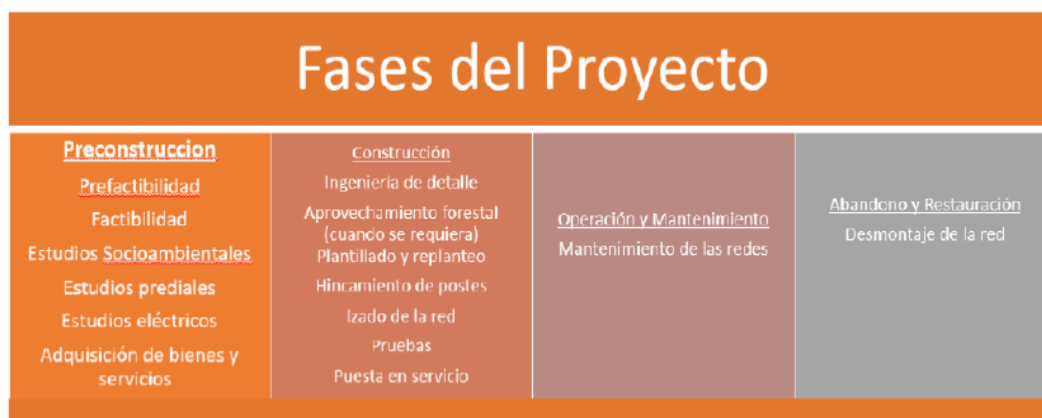 Fases del Proyecto
Preconstruccion
Prefactibilidad
Factibilidad
Estudios Socioambientales
Estudios prediales
Estudios eléctricos
Adquisición de bienes y
servicios
Construcción
Ingeniería de detalle
Aprovechamiento forestal
(cuando se requiera)
Plantillado y replanteo
Hincamiento de postes
Izado de la red
Pruebas
Puesta en servicio
Operación y Mantenimiento
Mantenimiento de las redes
Abandono y Restauración
Desmontaje de la red